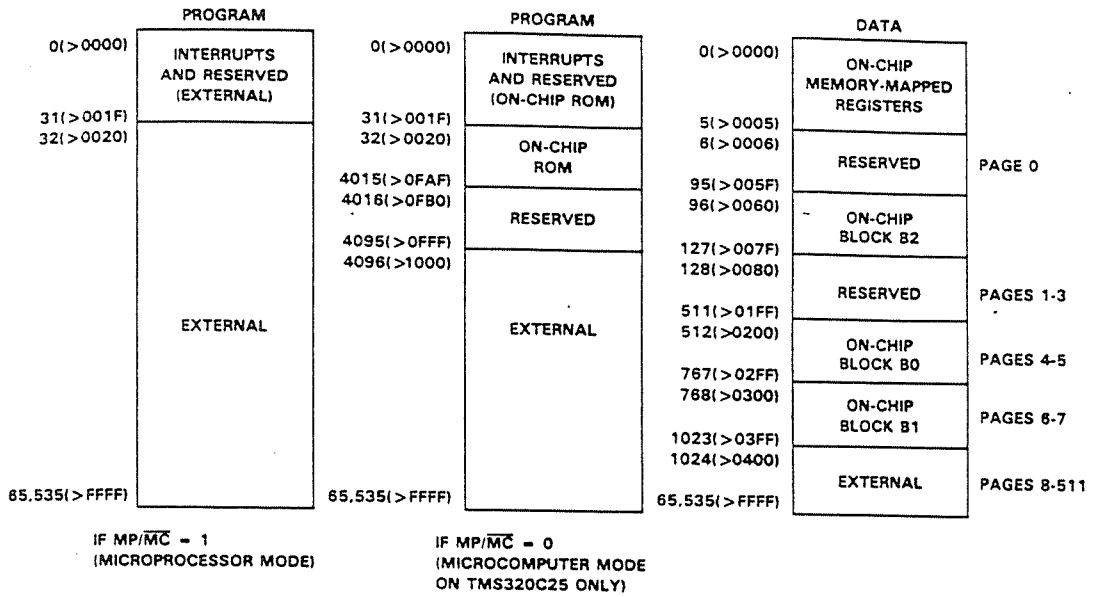 PROGRAM
0(>0000)
INTERRUPTS
AND RESERVED
(EXTERNAL)
31(>001F)
32(>0020)
EXTERNAL
65,535(>FFFF)
IF MP/M̅C̅ = 1
(MICROPROCESSOR MODE)
PROGRAM
0(>0000)
INTERRUPTS
AND RESERVED
(ON-CHIP ROM)
31(>001F)
32(>0020)
ON-CHIP
ROM
4015(>0FAF)
4016(>0FB0)
RESERVED
4095(>0FFF)
4096(>1000)
EXTERNAL
65,535(>FFFF)
IF MP/M̅C̅ = 0
(MICROCOMPUTER MODE
ON TMS320C25 ONLY)
DATA
0(>0000)
ON-CHIP
MEMORY-MAPPED
REGISTERS
5(>0005)
6(>0006)
RESERVED
PAGE 0
95(>005F)
96(>0060)
ON-CHIP
BLOCK B2
127(>007F)
128(>0080)
RESERVED
PAGES 1-3
511(>01FF)
512(>0200)
ON-CHIP
BLOCK B0
PAGES 4-5
767(>02FF)
768(>0300)
ON-CHIP
BLOCK B1
PAGES 6-7
1023(>03FF)
1024(>0400)
EXTERNAL
PAGES 8-511
65,535(>FFFF)